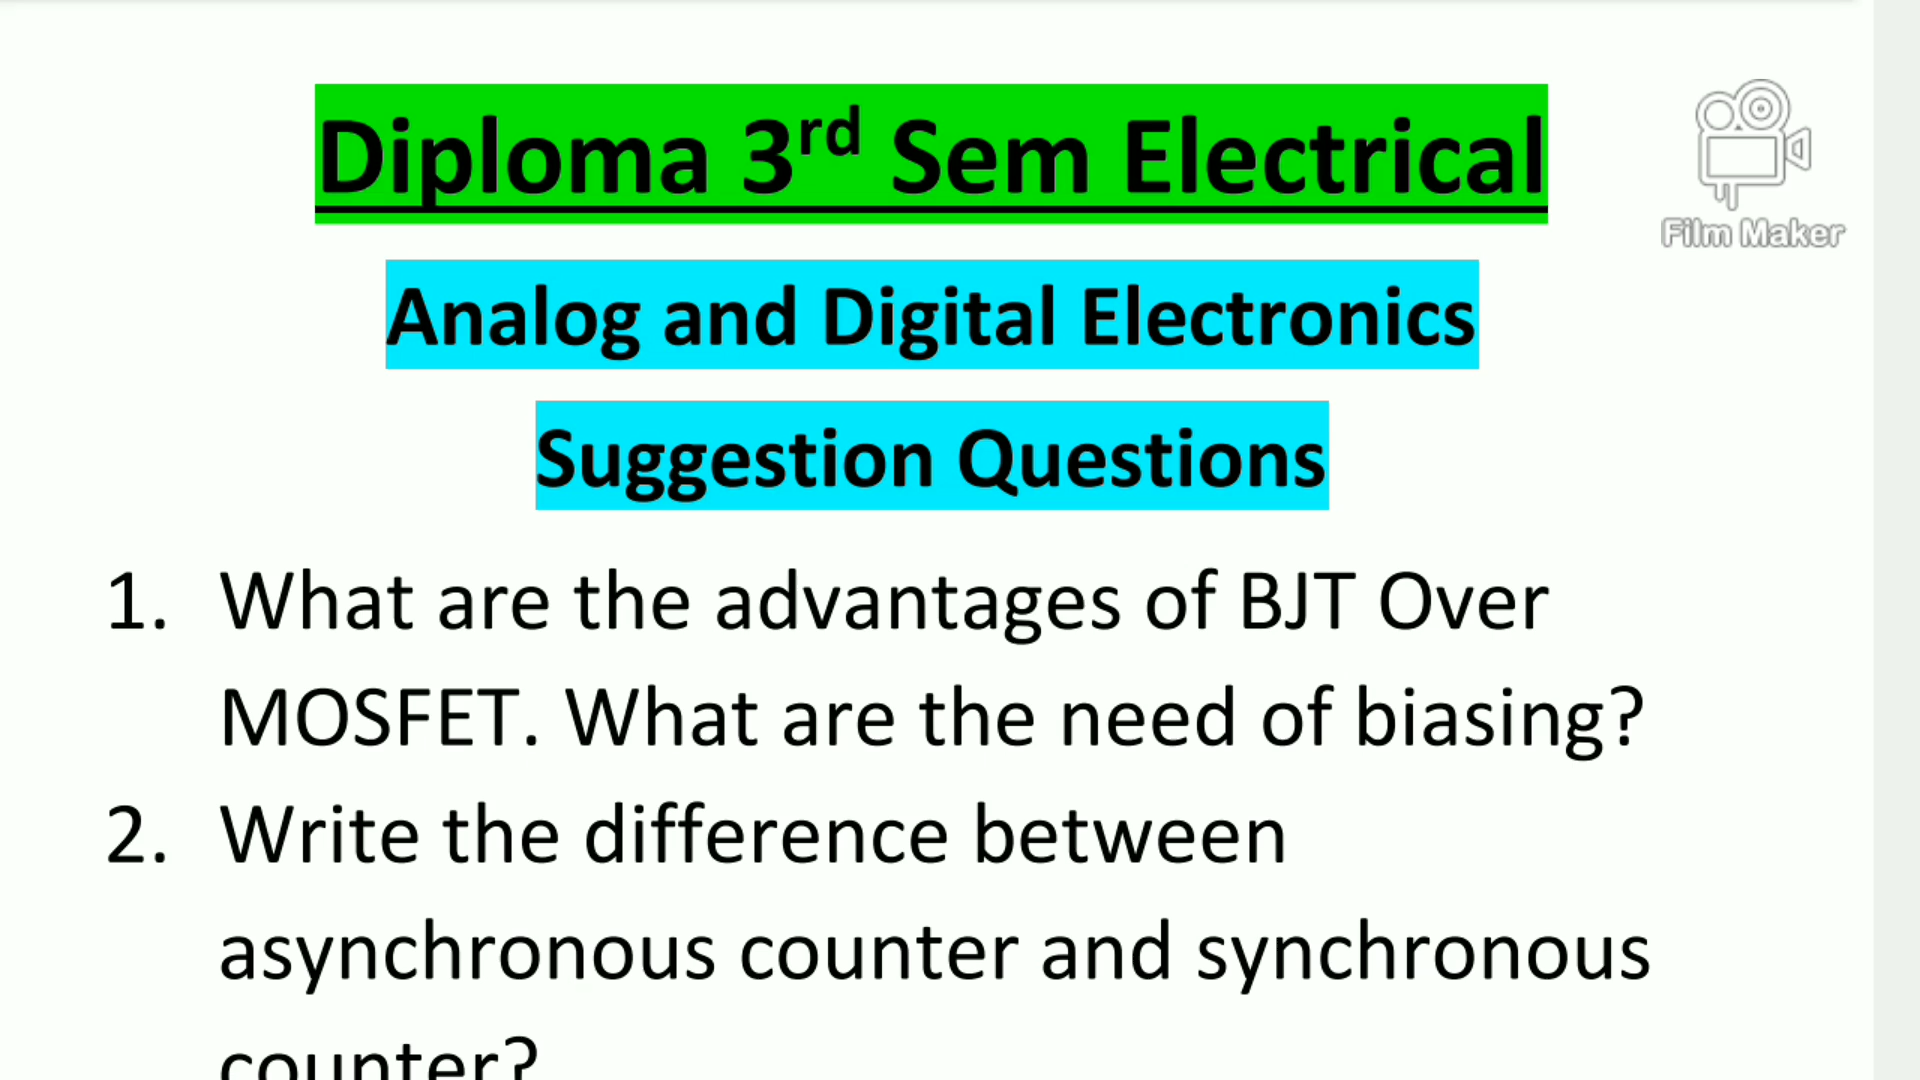 Diploma 3rd Sem Electrical
Film Maker
Analog and Digital Electronics
Suggestion Questions
1. What are the advantages of BJT Over
MOSFET. What are the need of biasing?
2. Write the difference between
asynchronous counter and synchronous
counter?